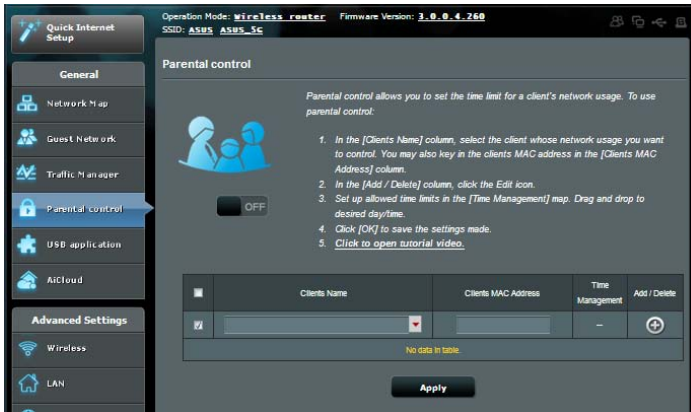 Quick Internet
Setup
Operation Mode: Wireless router Firmware Version: 3.0.0.4.260
SSID: ASUS ASUS_5G
General
Network Map
Guest Network
Traffic Manager
Parental control
USB application
AiCloud
Advanced Settings
Wireless
LAN
Parental control
Parental control allows you to set the time limit for a client's network usage. To use
parental control:
1. In the [Clients Name] column, select the client whose network usage you want
to control. You may also key in the clients MAC address in the [Clients MAC
Address] column.
2. In the [Add / Delete] column, click the Edit icon.
3. Set up allowed time limits in the [Time Management] map. Drag and drop to
desired day/time.
4. Click [OK] to save the settings made.
5. Click to open tutorial video.
OFF
Clients Name Clients MAC Address Time Management Add / Delete
–
No data in table.
Apply